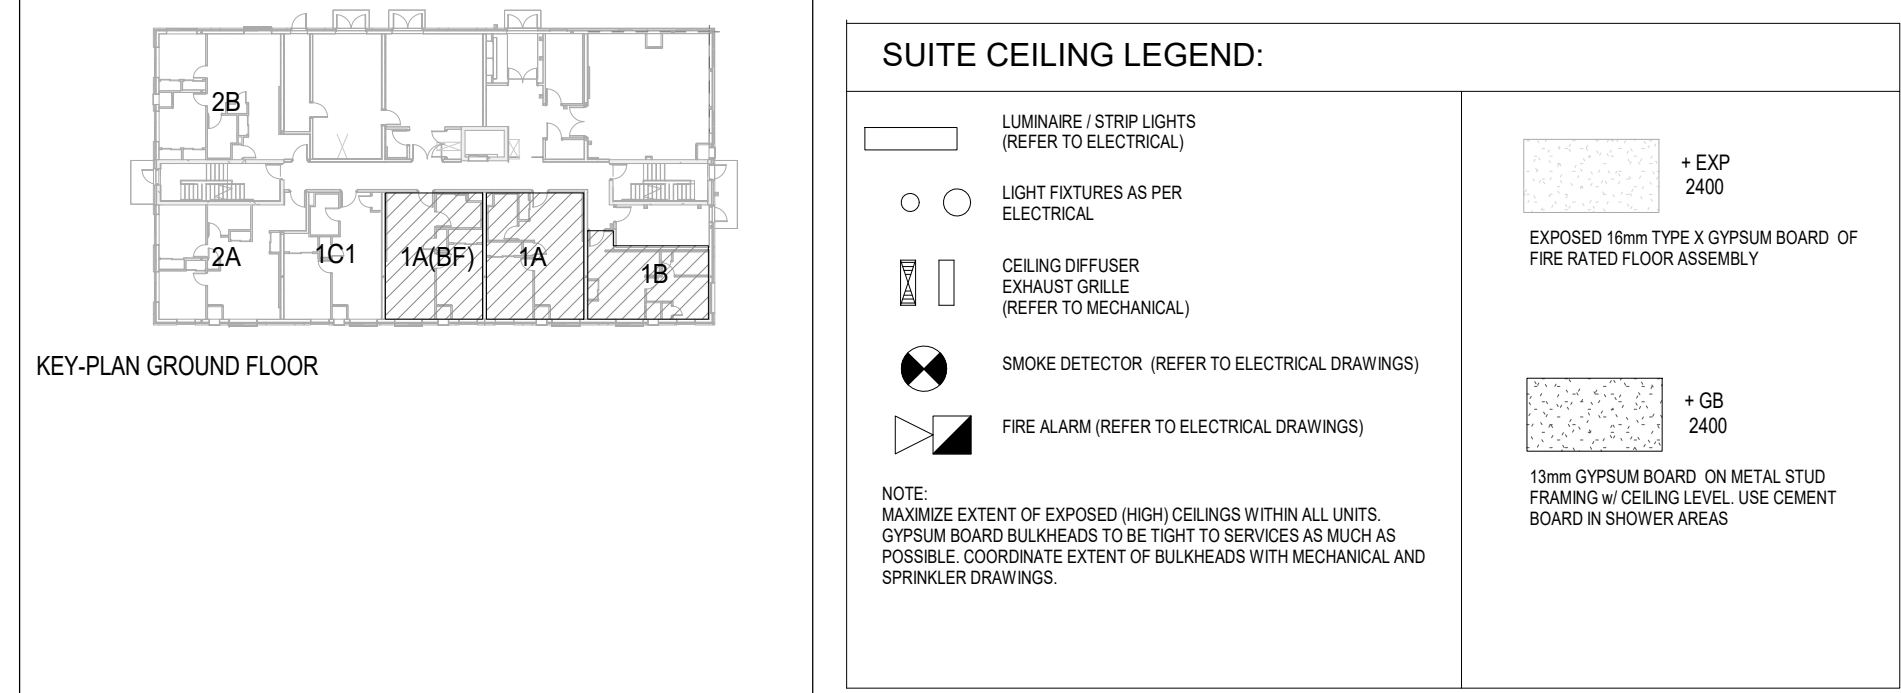 2B
2A
1C1
1A(BF)
1A
1B
KEY-PLAN GROUND FLOOR
SUITE CEILING LEGEND:
LUMINAIRE / STRIP LIGHTS
(REFER TO ELECTRICAL)
LIGHT FIXTURES AS PER
ELECTRICAL
CEILING DIFFUSER
EXHAUST GRILLE
(REFER TO MECHANICAL)
SMOKE DETECTOR (REFER TO ELECTRICAL DRAWINGS)
FIRE ALARM (REFER TO ELECTRICAL DRAWINGS)
NOTE:
MAXIMIZE EXTENT OF EXPOSED (HIGH) CEILINGS WITHIN ALL UNITS.
GYPSUM BOARD BULKHEADS TO BE TIGHT TO SERVICES AS MUCH AS
POSSIBLE. COORDINATE EXTENT OF BULKHEADS WITH MECHANICAL AND
SPRINKLER DRAWINGS.
+ EXP
2400
EXPOSED 16mm TYPE X GYPSUM BOARD OF
FIRE RATED FLOOR ASSEMBLY
+ GB
2400
13mm GYPSUM BOARD ON METAL STUD
FRAMING w/ CEILING LEVEL. USE CEMENT
BOARD IN SHOWER AREAS